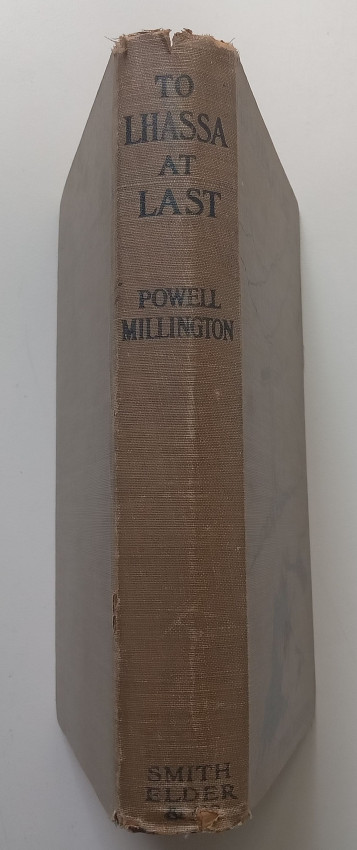 TO
LHASSA
AT
LAST
POWELL
MILLINGTON
SMITH
ELDER
&